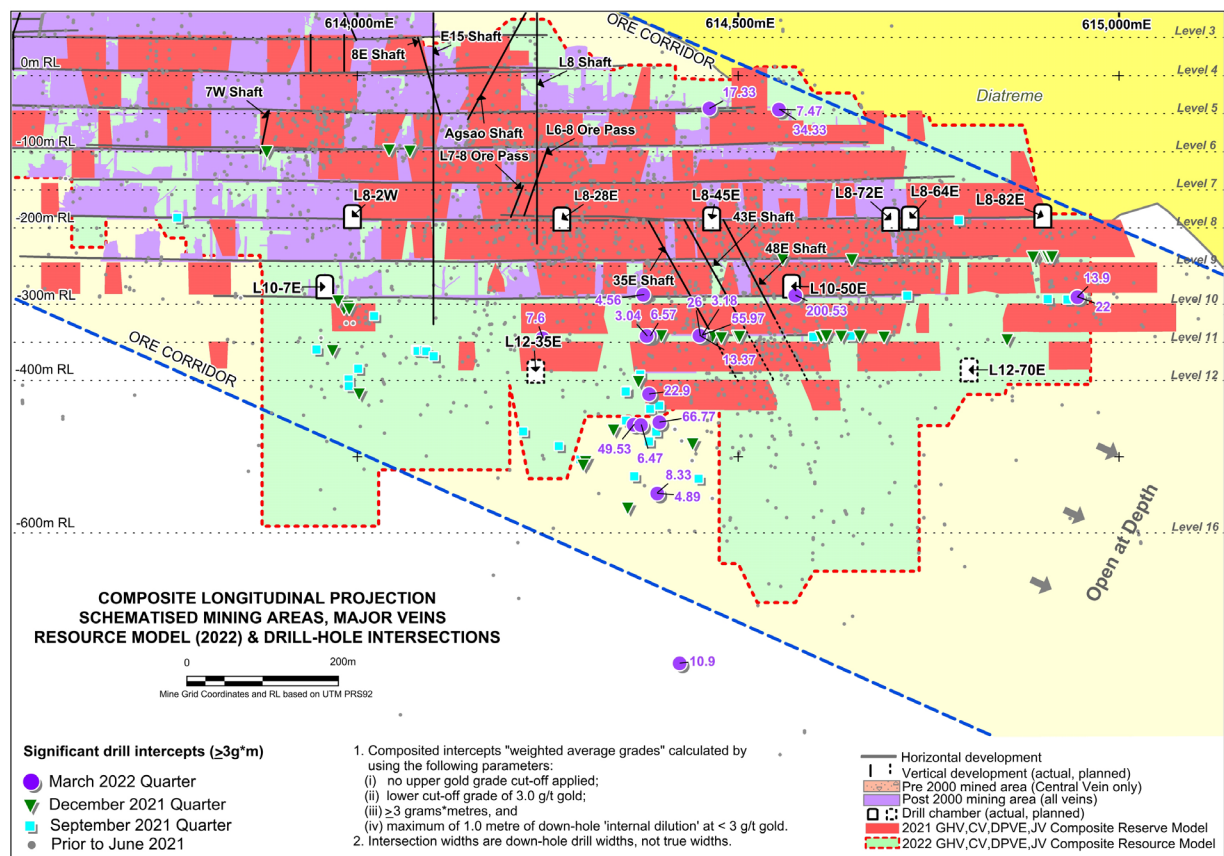 614,000mE
614,500mE
615,000mE
ORE CORRIDOR
Level 3
E15 Shaft
8E Shaft
0m RL
L8 Shaft
Level 4
7W Shaft
17.33
Diatreme
Level 5
7.47
34.33
Agsao Shaft
L6-8 Ore Pass
-100m RL
Level 6
L7-8 Ore Pass
Level 7
L8-2W
L8-28E
L8-45E
L8-72E
L8-64E
L8-82E
-200m RL
43E Shaft
Level 8
48E Shaft
Level 9
35E Shaft
L10-7E
L10-50E
13.9
-300m RL
4.56
26
3.18
200.53
22
Level 10
7.6
3.04
6.57
55.97
Level 11
ORE CORRIDOR
L12-35E
13.37
-400m RL
L12-70E
Level 12
22.9
66.77
49.53
6.47
8.33
4.89
-600m RL
Level 16
Open at Depth
COMPOSITE LONGITUDINAL PROJECTION
SCHEMATISED MINING AREAS, MAJOR VEINS
RESOURCE MODEL (2022) & DRILL-HOLE INTERSECTIONS
0 200m
Mine Grid Coordinates and RL based on UTM PRS92
10.9
Significant drill intercepts (≥3g*m)
March 2022 Quarter
December 2021 Quarter
September 2021 Quarter
Prior to June 2021
1. Composited intercepts "weighted average grades" calculated by
using the following parameters:
(i) no upper gold grade cut-off applied;
(ii) lower cut-off grade of 3.0 g/t gold;
(iii) ≥3 grams*metres, and
(iv) maximum of 1.0 metre of down-hole 'internal dilution' at < 3 g/t gold.
2. Intersection widths are down-hole drill widths, not true widths.
Horizontal development
Vertical development (actual, planned)
Pre 2000 mined area (Central Vein only)
Post 2000 mining area (all veins)
Drill chamber (actual, planned)
2021 GHV,CV,DPVE,JV Composite Reserve Model
2022 GHV,CV,DPVE,JV Composite Resource Model